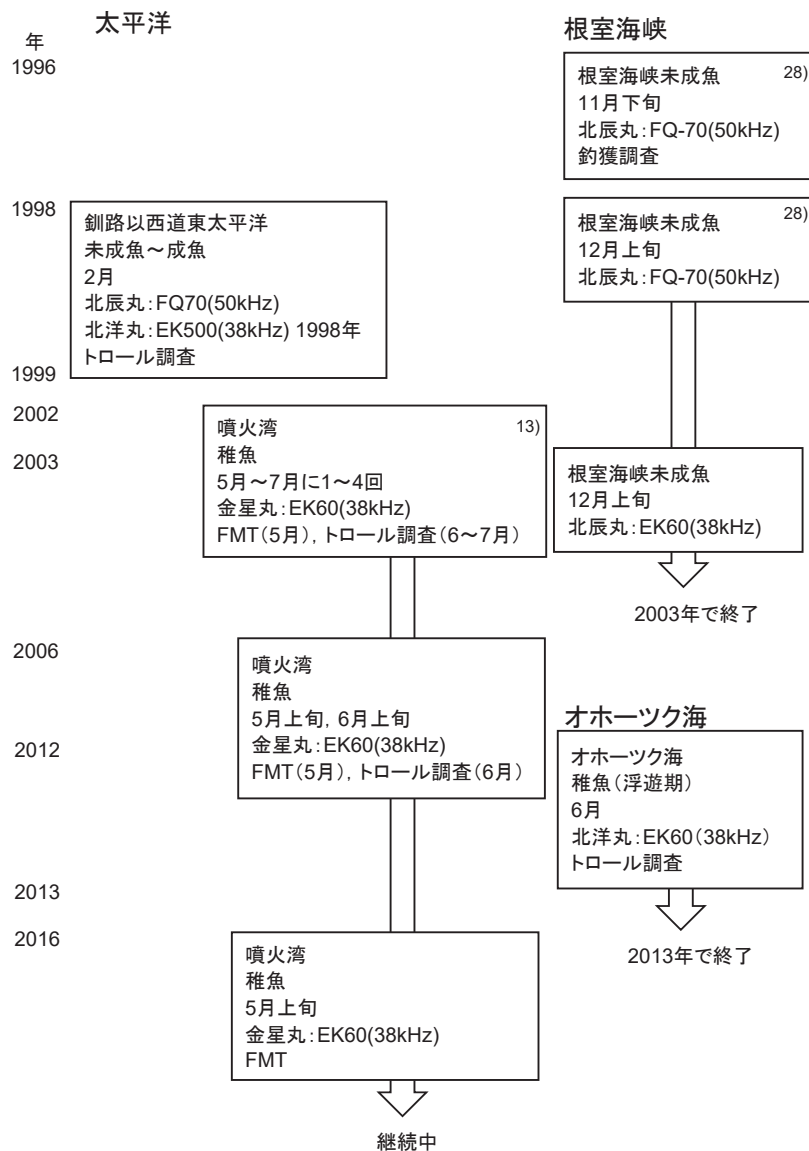 太平洋
根室海峡
年
1996
根室海峡未成魚
28)
11月下旬
北辰丸：FQ-70(50kHz)
釣獲調査
1998
釧路以西道東太平洋
未成魚～成魚
2月
北辰丸：FQ70(50kHz)
北洋丸：EK500(38kHz) 1998年
トロール調査
根室海峡未成魚
28)
12月上旬
北辰丸：FQ-70(50kHz)
1999
2002
2003
噴火湾
13)
稚魚
5月～7月に1～4回
金星丸：EK60(38kHz)
FMT（5月），トロール調査（6～7月）
根室海峡未成魚
12月上旬
北辰丸：EK60(38kHz)
2003年で終了
2006
噴火湾
稚魚
5月上旬，6月上旬
金星丸：EK60(38kHz)
FMT（5月），トロール調査（6月）
オホーツク海
2012
オホーツク海
稚魚（浮遊期）
6月
北洋丸：EK60（38kHz）
トロール調査
2013
2013年で終了
2016
噴火湾
稚魚
5月上旬
金星丸：EK60(38kHz)
FMT
継続中